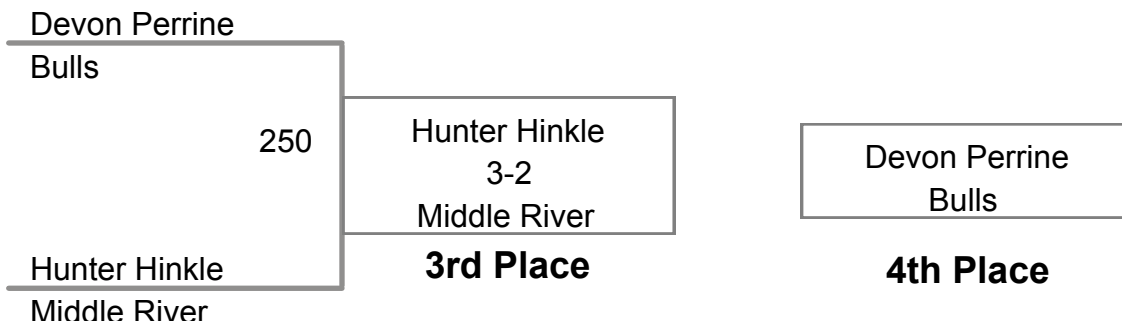 Devon Perrine
Bulls
250
Hunter Hinkle
Middle River
Hunter Hinkle
3-2
Middle River
3rd Place
Devon Perrine
Bulls
4th Place